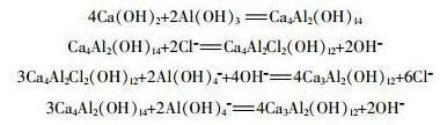 4Ca(OH)₂+2Al(OH)₃ ══Ca₄Al₂(OH)₁₄
Ca₄Al₂(OH)₁₄+2Cl⁻══Ca₄Al₂Cl₂(OH)₁₂+2OH⁻
3Ca₄Al₂Cl₂(OH)₁₂+2Al(OH)₄⁻+4OH⁻══4Ca₃Al₂(OH)₁₂+6Cl⁻
3Ca₄Al₂(OH)₁₄+2Al(OH)₄⁻══4Ca₃Al₂(OH)₁₂+2OH⁻